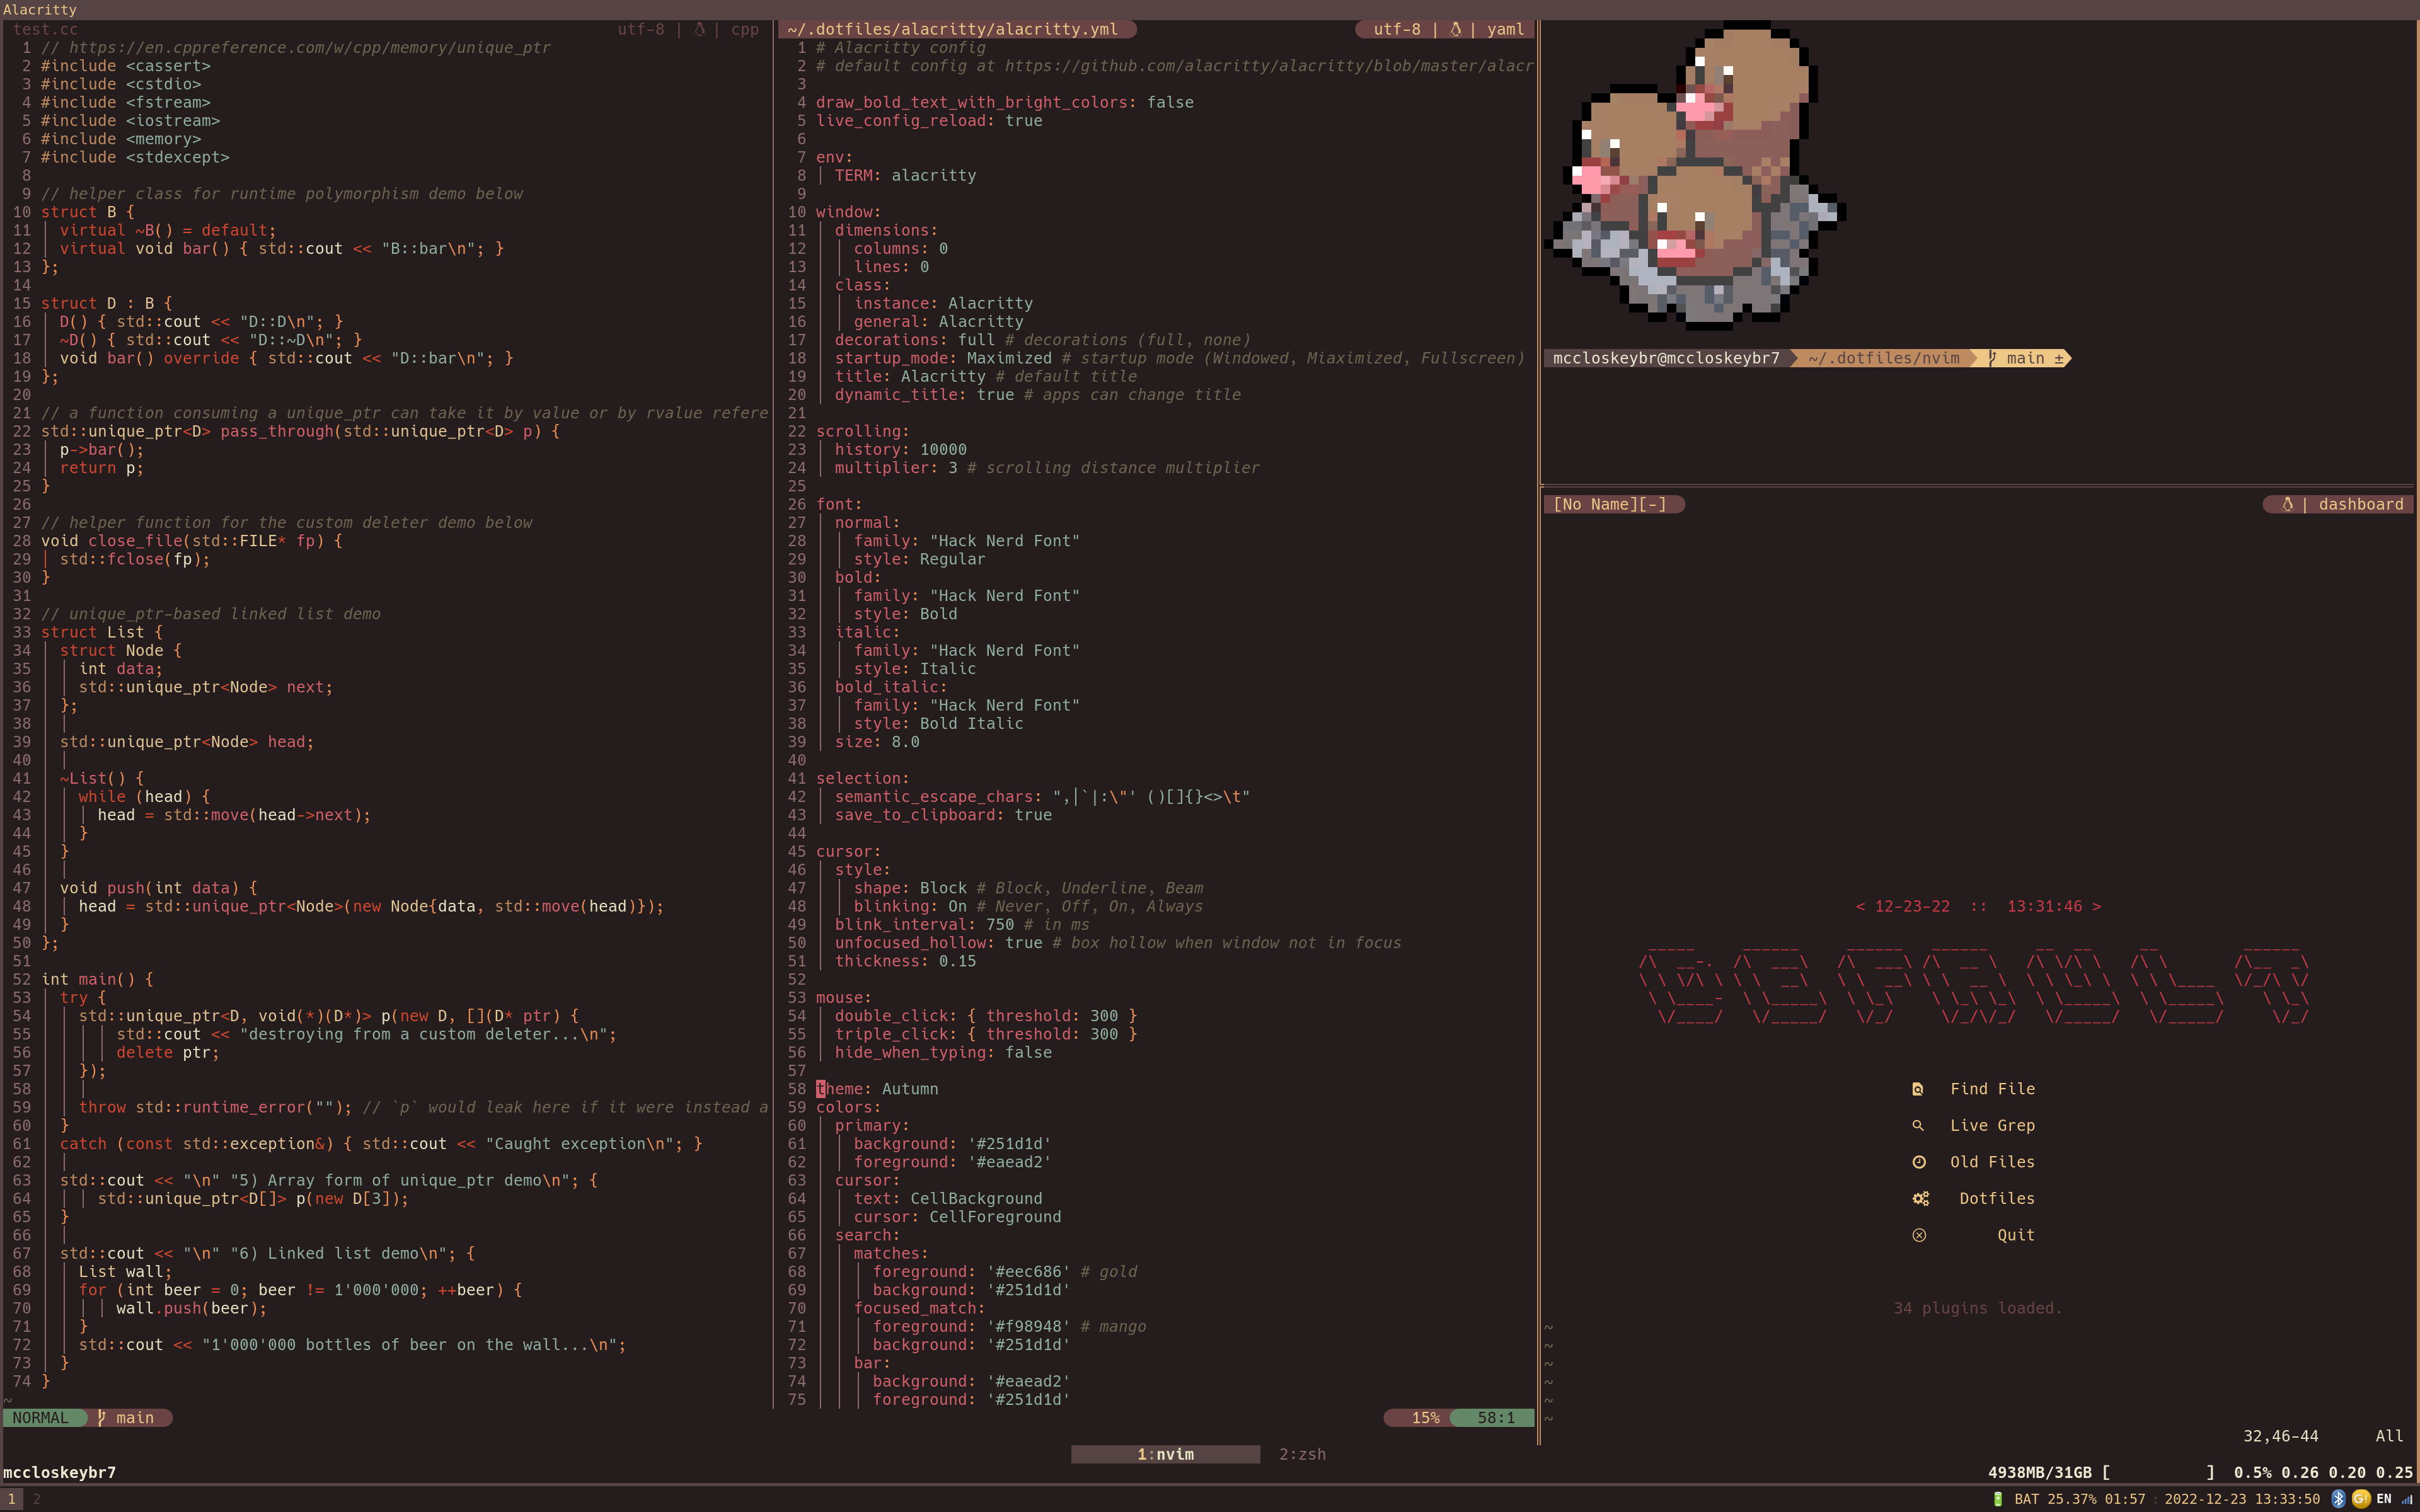 Alacritty
test.cc utf-8 | | cpp
1 // https://en.cppreference.com/w/cpp/memory/unique_ptr
2 #include <cassert>
3 #include <cstdio>
4 #include <fstream>
5 #include <iostream>
6 #include <memory>
7 #include <stdexcept>
8
9 // helper class for runtime polymorphism demo below
10 struct B {
11 virtual ~B() = default;
12 virtual void bar() { std::cout << "B::bar\n"; }
13 };
14
15 struct D : B {
16 D() { std::cout << "D::D\n"; }
17 ~D() { std::cout << "D::~D\n"; }
18 void bar() override { std::cout << "D::bar\n"; }
19 };
20
21 // a function consuming a unique_ptr can take it by value or by rvalue refere
22 std::unique_ptr<D> pass_through(std::unique_ptr<D> p) {
23 p->bar();
24 return p;
25 }
26
27 // helper function for the custom deleter demo below
28 void close_file(std::FILE* fp) {
29 std::fclose(fp);
30 }
31
32 // unique_ptr-based linked list demo
33 struct List {
34 struct Node {
35 int data;
36 std::unique_ptr<Node> next;
37 };
38
39 std::unique_ptr<Node> head;
40
41 ~List() {
42 while (head) {
43 head = std::move(head->next);
44 }
45 }
46
47 void push(int data) {
48 head = std::unique_ptr<Node>(new Node{data, std::move(head)});
49 }
50 };
51
52 int main() {
53 try {
54 std::unique_ptr<D, void(*)(D*)> p(new D, [](D* ptr) {
55 std::cout << "destroying from a custom deleter...\n";
56 delete ptr;
57 });
58
59 throw std::runtime_error(""); // `p` would leak here if it were instead a
60 }
61 catch (const std::exception&) { std::cout << "Caught exception\n"; }
62
63 std::cout << "\n" "5) Array form of unique_ptr demo\n"; {
64 std::unique_ptr<D[]> p(new D[3]);
65 }
66
67 std::cout << "\n" "6) Linked list demo\n"; {
68 List wall;
69 for (int beer = 0; beer != 1'000'000; ++beer) {
70 wall.push(beer);
71 }
72 std::cout << "1'000'000 bottles of beer on the wall...\n";
73 }
74 }
~
~/.dotfiles/alacritty/alacritty.yml utf-8 | | yaml
1 # Alacritty config
2 # default config at https://github.com/alacritty/alacritty/blob/master/alacr
3
4 draw_bold_text_with_bright_colors: false
5 live_config_reload: true
6
7 env:
8 TERM: alacritty
9
10 window:
11 dimensions:
12 columns: 0
13 lines: 0
14 class:
15 instance: Alacritty
16 general: Alacritty
17 decorations: full # decorations (full, none)
18 startup_mode: Maximized # startup mode (Windowed, Miaximized, Fullscreen)
19 title: Alacritty # default title
20 dynamic_title: true # apps can change title
21
22 scrolling:
23 history: 10000
24 multiplier: 3 # scrolling distance multiplier
25
26 font:
27 normal:
28 family: "Hack Nerd Font"
29 style: Regular
30 bold:
31 family: "Hack Nerd Font"
32 style: Bold
33 italic:
34 family: "Hack Nerd Font"
35 style: Italic
36 bold_italic:
37 family: "Hack Nerd Font"
38 style: Bold Italic
39 size: 8.0
40
41 selection:
42 semantic_escape_chars: ",│`|:\"' ()[]{}<>\t"
43 save_to_clipboard: true
44
45 cursor:
46 style:
47 shape: Block # Block, Underline, Beam
48 blinking: On # Never, Off, On, Always
49 blink_interval: 750 # in ms
50 unfocused_hollow: true # box hollow when window not in focus
51 thickness: 0.15
52
53 mouse:
54 double_click: { threshold: 300 }
55 triple_click: { threshold: 300 }
56 hide_when_typing: false
57
58 theme: Autumn
59 colors:
60 primary:
61 background: '#251d1d'
62 foreground: '#eaead2'
63 cursor:
64 text: CellBackground
65 cursor: CellForeground
66 search:
67 matches:
68 foreground: '#eec686' # gold
69 background: '#251d1d'
70 focused_match:
71 foreground: '#f98948' # mango
72 background: '#251d1d'
73 bar:
74 background: '#eaead2'
75 foreground: '#251d1d'
NORMAL main 15% 58:1
mccloskeybr@mccloskeybr7 ~/.dotfiles/nvim main ±
[No Name][-] | dashboard
< 12-23-22 :: 13:31:46 >
DEFAULT
Find File
Live Grep
Old Files
Dotfiles
Quit
34 plugins loaded.
~
~
~
~
~
~
32,46-44 All
1:nvim 2:zsh
mccloskeybr7 4938MB/31GB [ ] 0.5% 0.26 0.20 0.25
1 2 BAT 25.37% 01:57 : 2022-12-23 13:33:50 G! EN